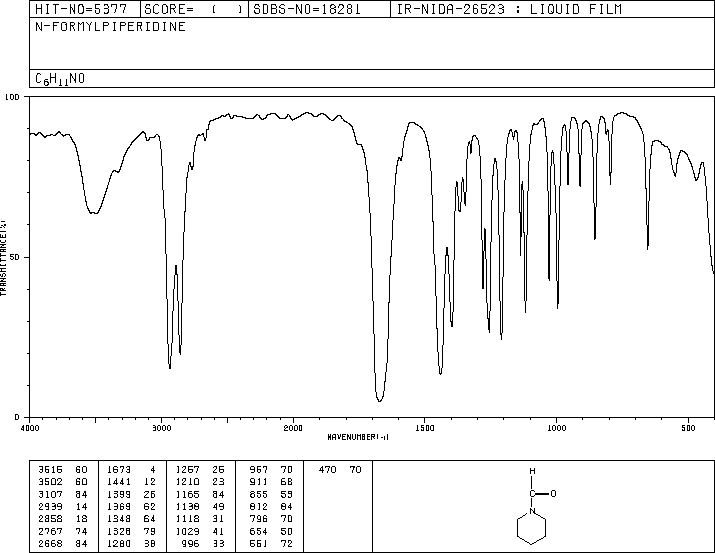 HIT-NO=5377 SCORE= ( ) SDBS-NO=18281 IR-NIDA-26523 : LIQUID FILM
N-FORMYLPIPERIDINE
C6H11NO
100
50
0
TRANSMITTANCE(%)
4000 3000 2000 1500 1000 500
WAVENUMBER(-1)
3515 60 1673 4 1257 26 967 70 470 70
3502 60 1441 12 1210 23 911 68
3107 84 1399 26 1165 84 855 53
2939 14 1369 62 1138 49 812 84
2858 18 1348 64 1118 31 796 70
2767 74 1328 79 1029 41 654 50
2668 84 1280 38 996 33 551 72
H
C O
N